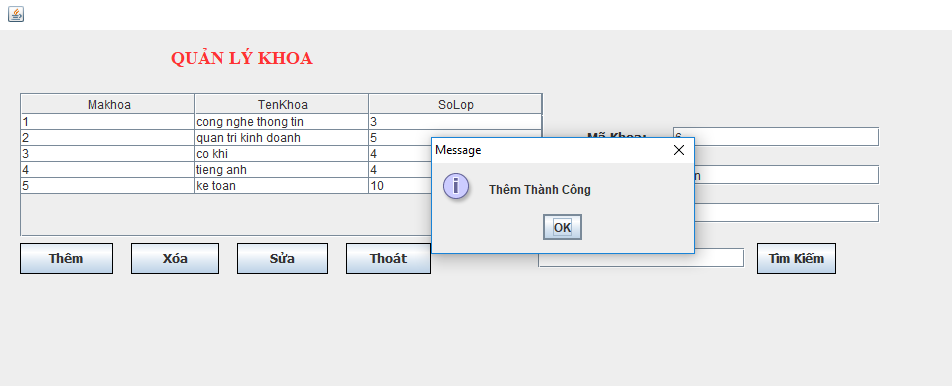 QUẢN LÝ KHOA
Makhoa TenKhoa SoLop
1 cong nghe thong tin 3
2 quan tri kinh doanh 5
3 co khi 4
4 tieng anh 4
5 ke toan 10
Mã Khoa: 6
Message
Thêm Thành Công
OK
Thêm Xóa Sửa Thoát Tìm Kiếm